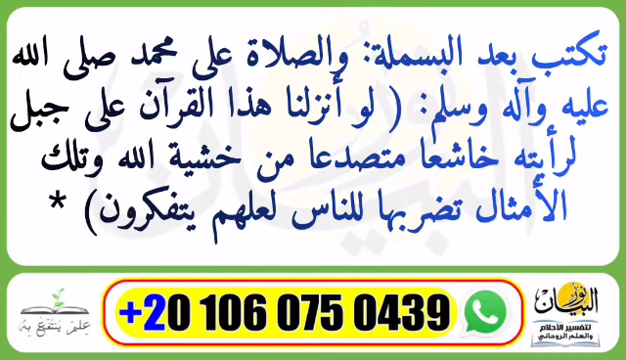 تكتب بعد البسملة: والصلاة على محمد صلى الله
عليه وآله وسلم: ( لو أنزلنا هذا القرآن على جبل
لرأيته خاشعا متصدعا من خشية الله وتلك
الأمثال تضربها للناس لعلهم يتفكرون) *
علم ينتفع به
+20 106 075 0439
نور البيان
لتفسير الأحلام
والعلم الروحاني